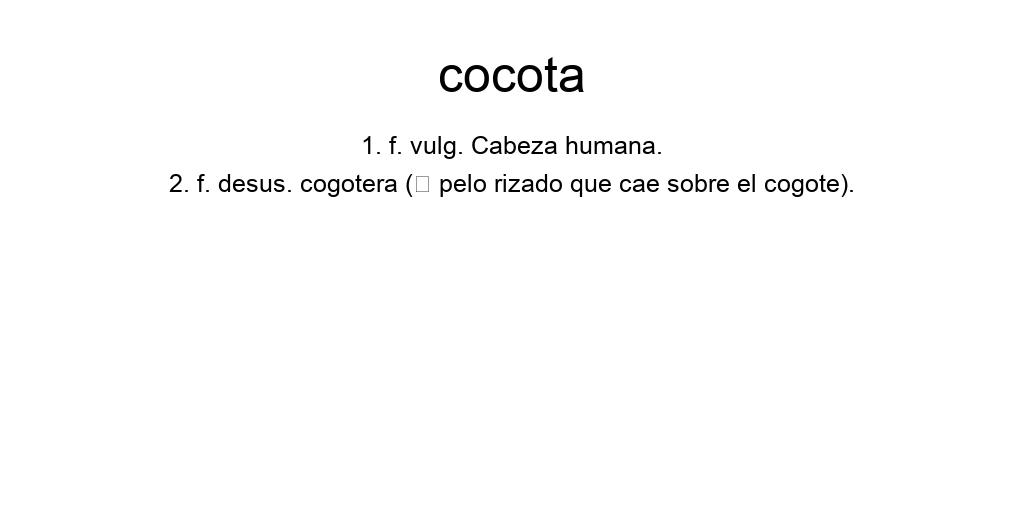 cocota
1. f. vulg. Cabeza humana.
2. f. desus. cogotera (□ pelo rizado que cae sobre el cogote).